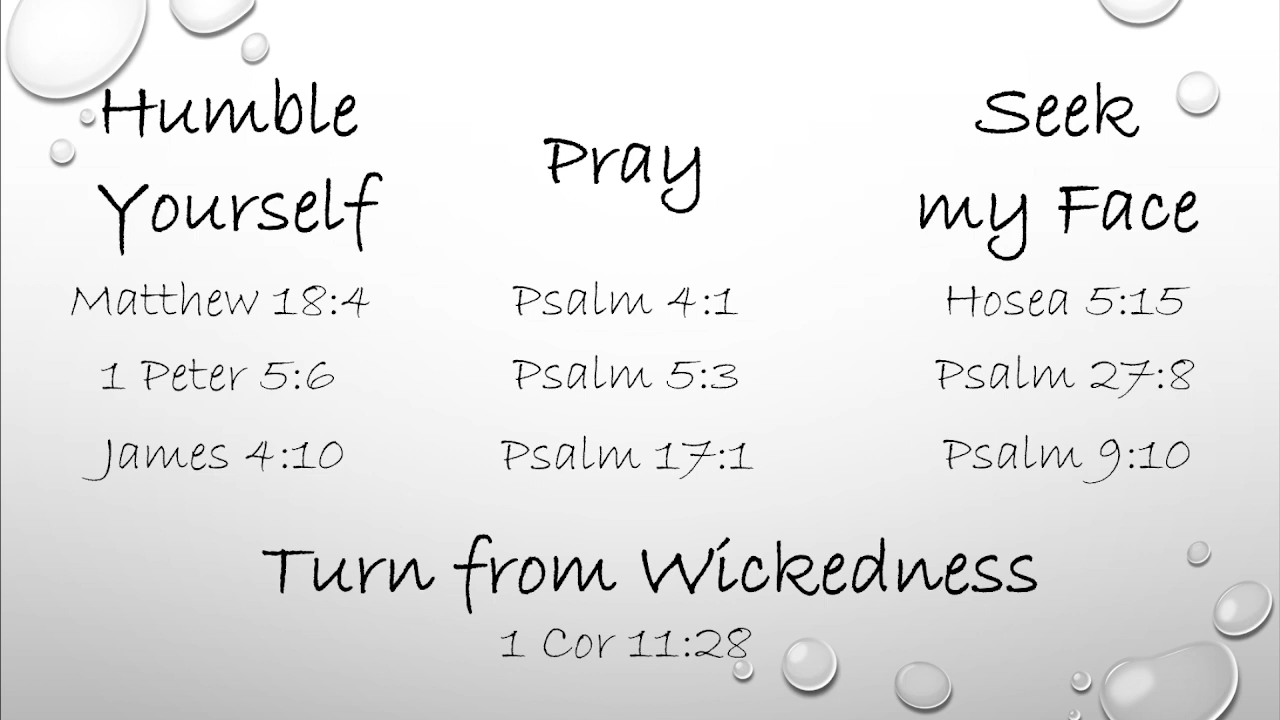 Humble
Yourself
Matthew 18:4
1 Peter 5:6
James 4:10
Pray
Psalm 4:1
Psalm 5:3
Psalm 17:1
Seek
my Face
Hosea 5:15
Psalm 27:8
Psalm 9:10
Turn from Wickedness
1 Cor 11:28